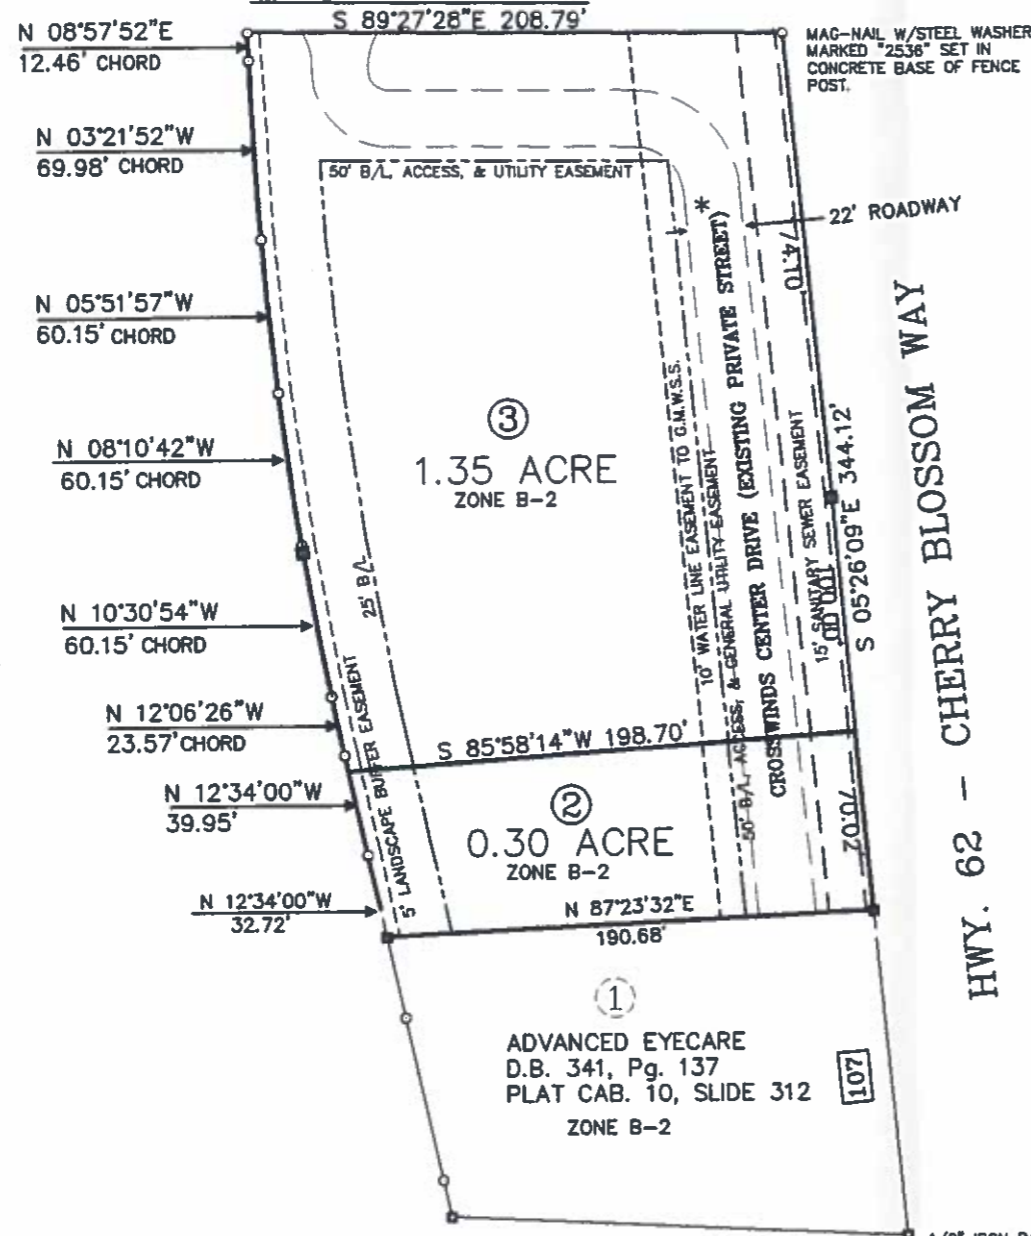 S 89°27'28"E 208.79'
N 08°57'52"E
12.46' CHORD
MAG-NAIL W/STEEL WASHER
MARKED "2536" SET IN
CONCRETE BASE OF FENCE
POST.
N 03°21'52"W
69.98' CHORD
50' B/L, ACCESS, & UTILITY EASEMENT
22' ROADWAY
*
74.10'
N 05°51'57"W
60.15' CHORD
3
1.35 ACRE
ZONE B-2
N 08°10'42"W
60.15' CHORD
25' B/L
10' WATER LINE EASEMENT TO G.M.W.S.S.
50' B/L, ACCESS, & GENERAL UTILITY EASEMENT
CROSSWINDS CENTER DRIVE (EXISTING PRIVATE STREET)
15' SANITARY SEWER EASEMENT
100.00
S 05°26'09"E 344.12'
HWY. 62 - CHERRY BLOSSOM WAY
N 10°30'54"W
60.15' CHORD
N 12°06'26"W
23.57' CHORD
5' LANDSCAPE BUFFER EASEMENT
S 85°58'14"W 198.70'
N 12°34'00"W
39.95'
2
0.30 ACRE
ZONE B-2
70.02
N 12°34'00"W
32.72'
N 87°23'32"E
190.68'
1
ADVANCED EYECARE
D.B. 341, Pg. 137
PLAT CAB. 10, SLIDE 312
ZONE B-2
107